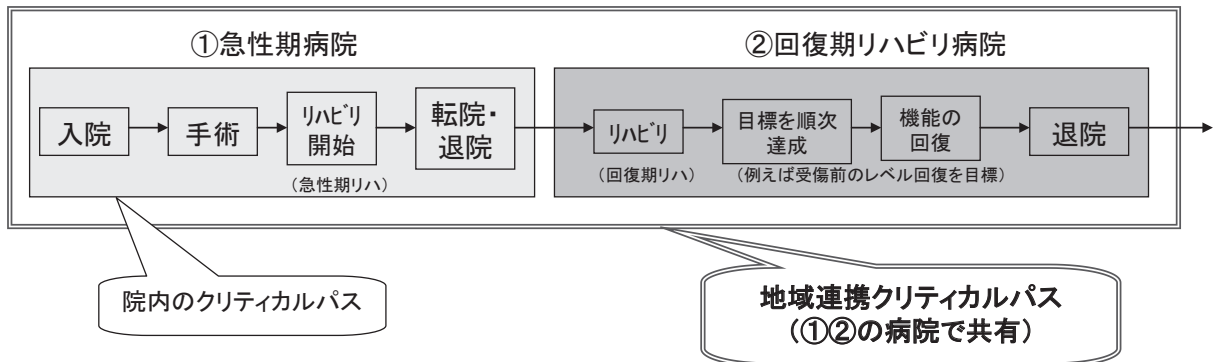 ①急性期病院
入院
手術
リハビリ
開始
(急性期リハ)
転院・
退院
②回復期リハビリ病院
リハビリ
(回復期リハ)
目標を順次
達成
機能の
回復
(例えば受傷前のレベル回復を目標)
退院
院内のクリティカルパス
地域連携クリティカルパス
(①②の病院で共有)